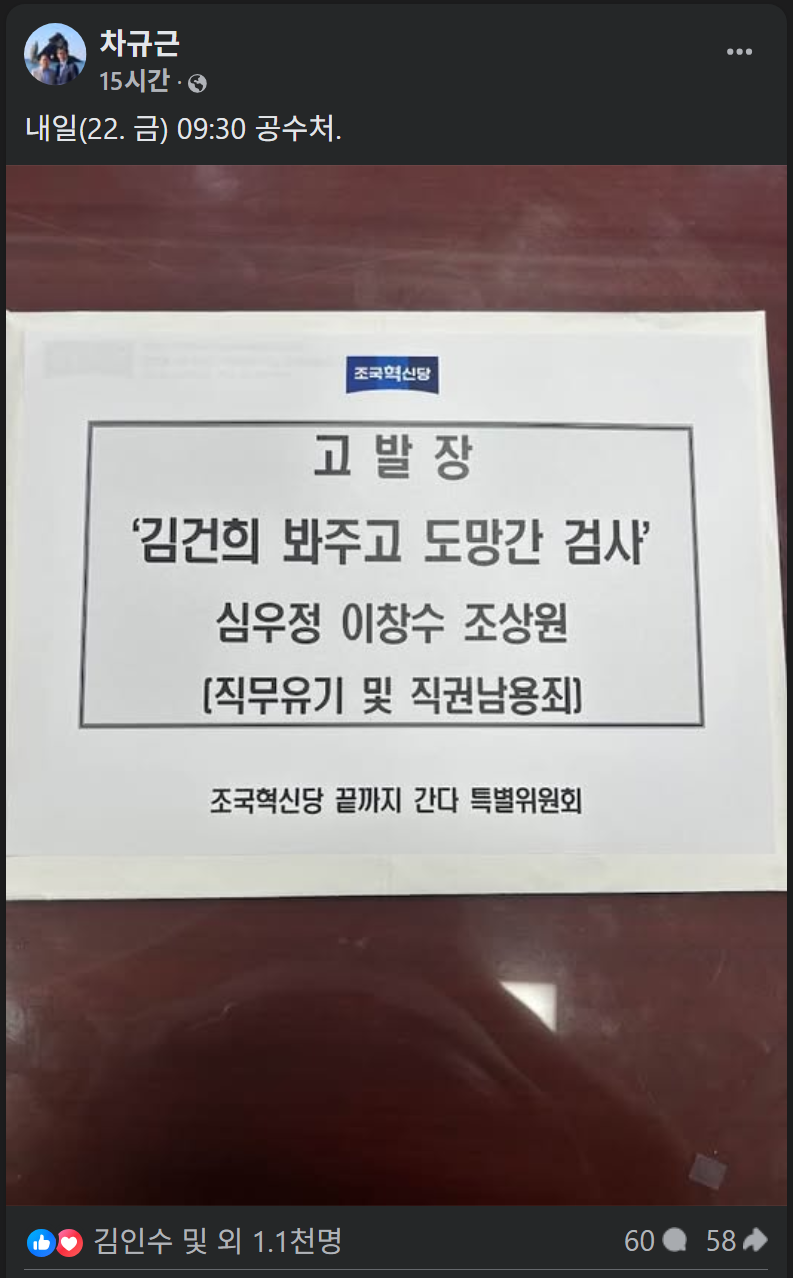 차규근
15시간 ·
내일(22. 금) 09:30 공수처.
조국혁신당
고 발 장
‘김건희 봐주고 도망간 검사’
심우정 이창수 조상원
(직무유기 및 직권남용죄)
조국혁신당 끝까지 간다 특별위원회
김인수 및 외 1.1천명
60
58